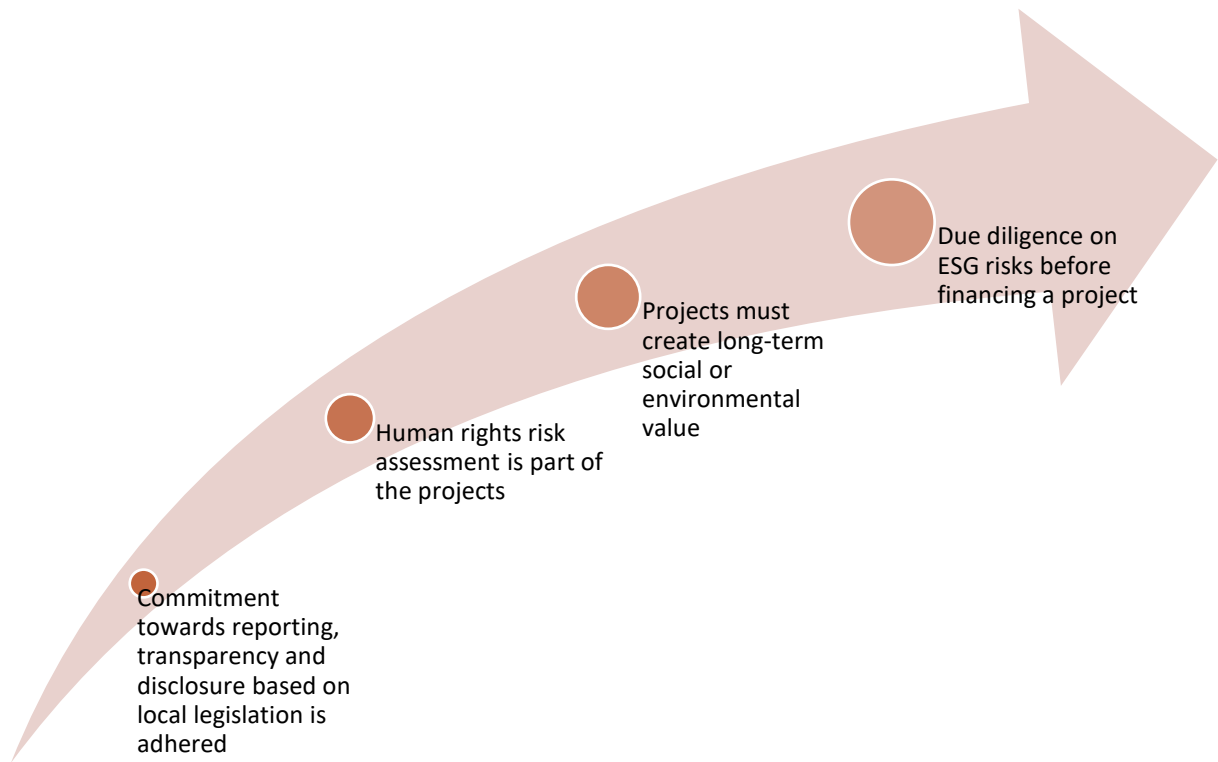 Due diligence on
ESG risks before
financing a project
Projects must
create long-term
social or
environmental
value
Human rights risk
assessment is part of
the projects
Commitment
towards reporting,
transparency and
disclosure based on
local legislation is
adhered